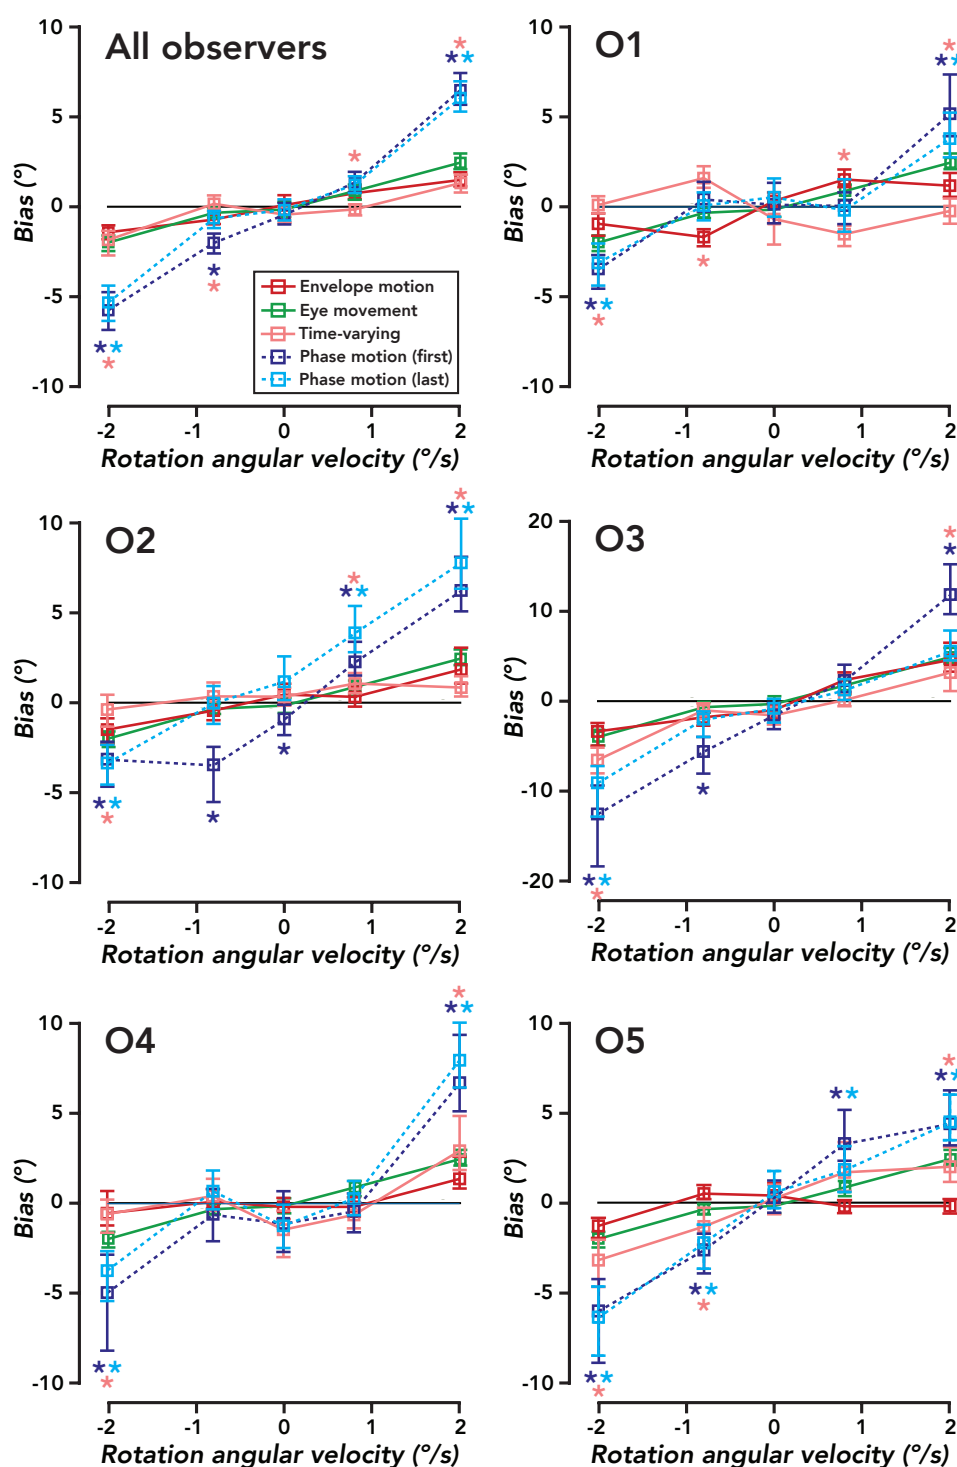 All observers
10
5
0
-5
-10
Bias (°)
Envelope motion
Eye movement
Time-varying
Phase motion (first)
Phase motion (last)
-2 -1 0 1 2
Rotation angular velocity (°/s)
O1
10
5
0
-5
-10
Bias (°)
-2 -1 0 1 2
Rotation angular velocity (°/s)
O2
10
5
0
-5
-10
Bias (°)
-2 -1 0 1 2
Rotation angular velocity (°/s)
O3
20
10
0
-10
-20
Bias (°)
-2 -1 0 1 2
Rotation angular velocity (°/s)
O4
10
5
0
-5
-10
Bias (°)
-2 -1 0 1 2
Rotation angular velocity (°/s)
O5
10
5
0
-5
-10
Bias (°)
-2 -1 0 1 2
Rotation angular velocity (°/s)